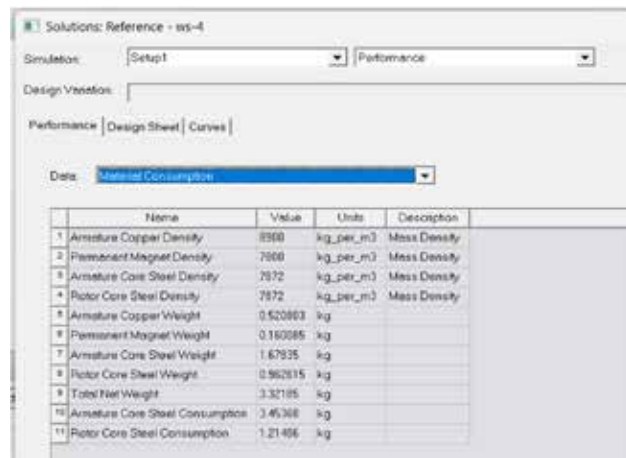 Solutions: Reference - ws-4
Simulation: Setup1 Performance
Design Variation:
Performance Design Sheet Curves
Data: Material Consumption
Name Value Units Description
1 Armature Copper Density 8900 kg_per_m3 Mass Density
2 Permanent Magnet Density 7800 kg_per_m3 Mass Density
3 Armature Core Steel Density 7872 kg_per_m3 Mass Density
4 Rotor Core Steel Density 7872 kg_per_m3 Mass Density
5 Armature Copper Weight 0.520803 kg
6 Permanent Magnet Weight 0.160085 kg
7 Armature Core Steel Weight 1.67835 kg
8 Rotor Core Steel Weight 0.962815 kg
9 Total Net Weight 3.32185 kg
10 Armature Core Steel Consumption 3.45368 kg
11 Rotor Core Steel Consumption 1.21486 kg